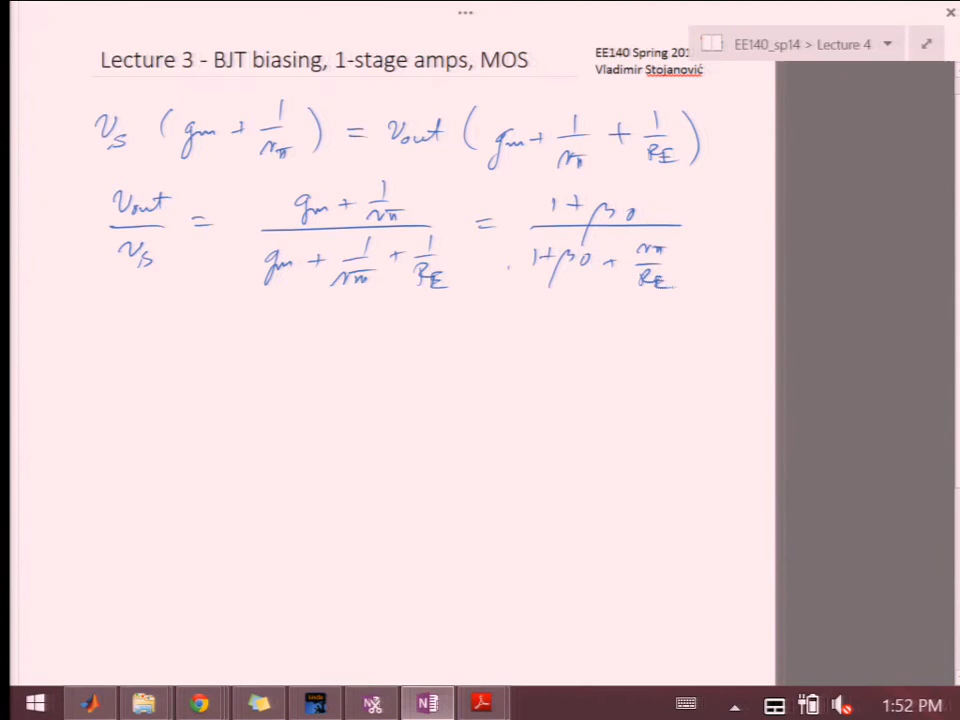 EE140_sp14 > Lecture 4
Lecture 3 - BJT biasing, 1-stage amps, MOS
EE140 Spring 201
Vladimir Stojanović
Vs (gm + 1/rπ) = Vout (gm + 1/rπ + 1/RE)
Vout/Vs = (gm + 1/rπ)/(gm + 1/rπ + 1/RE) = (1+β0)/(1+β0 + rπ/RE)
1:52 PM